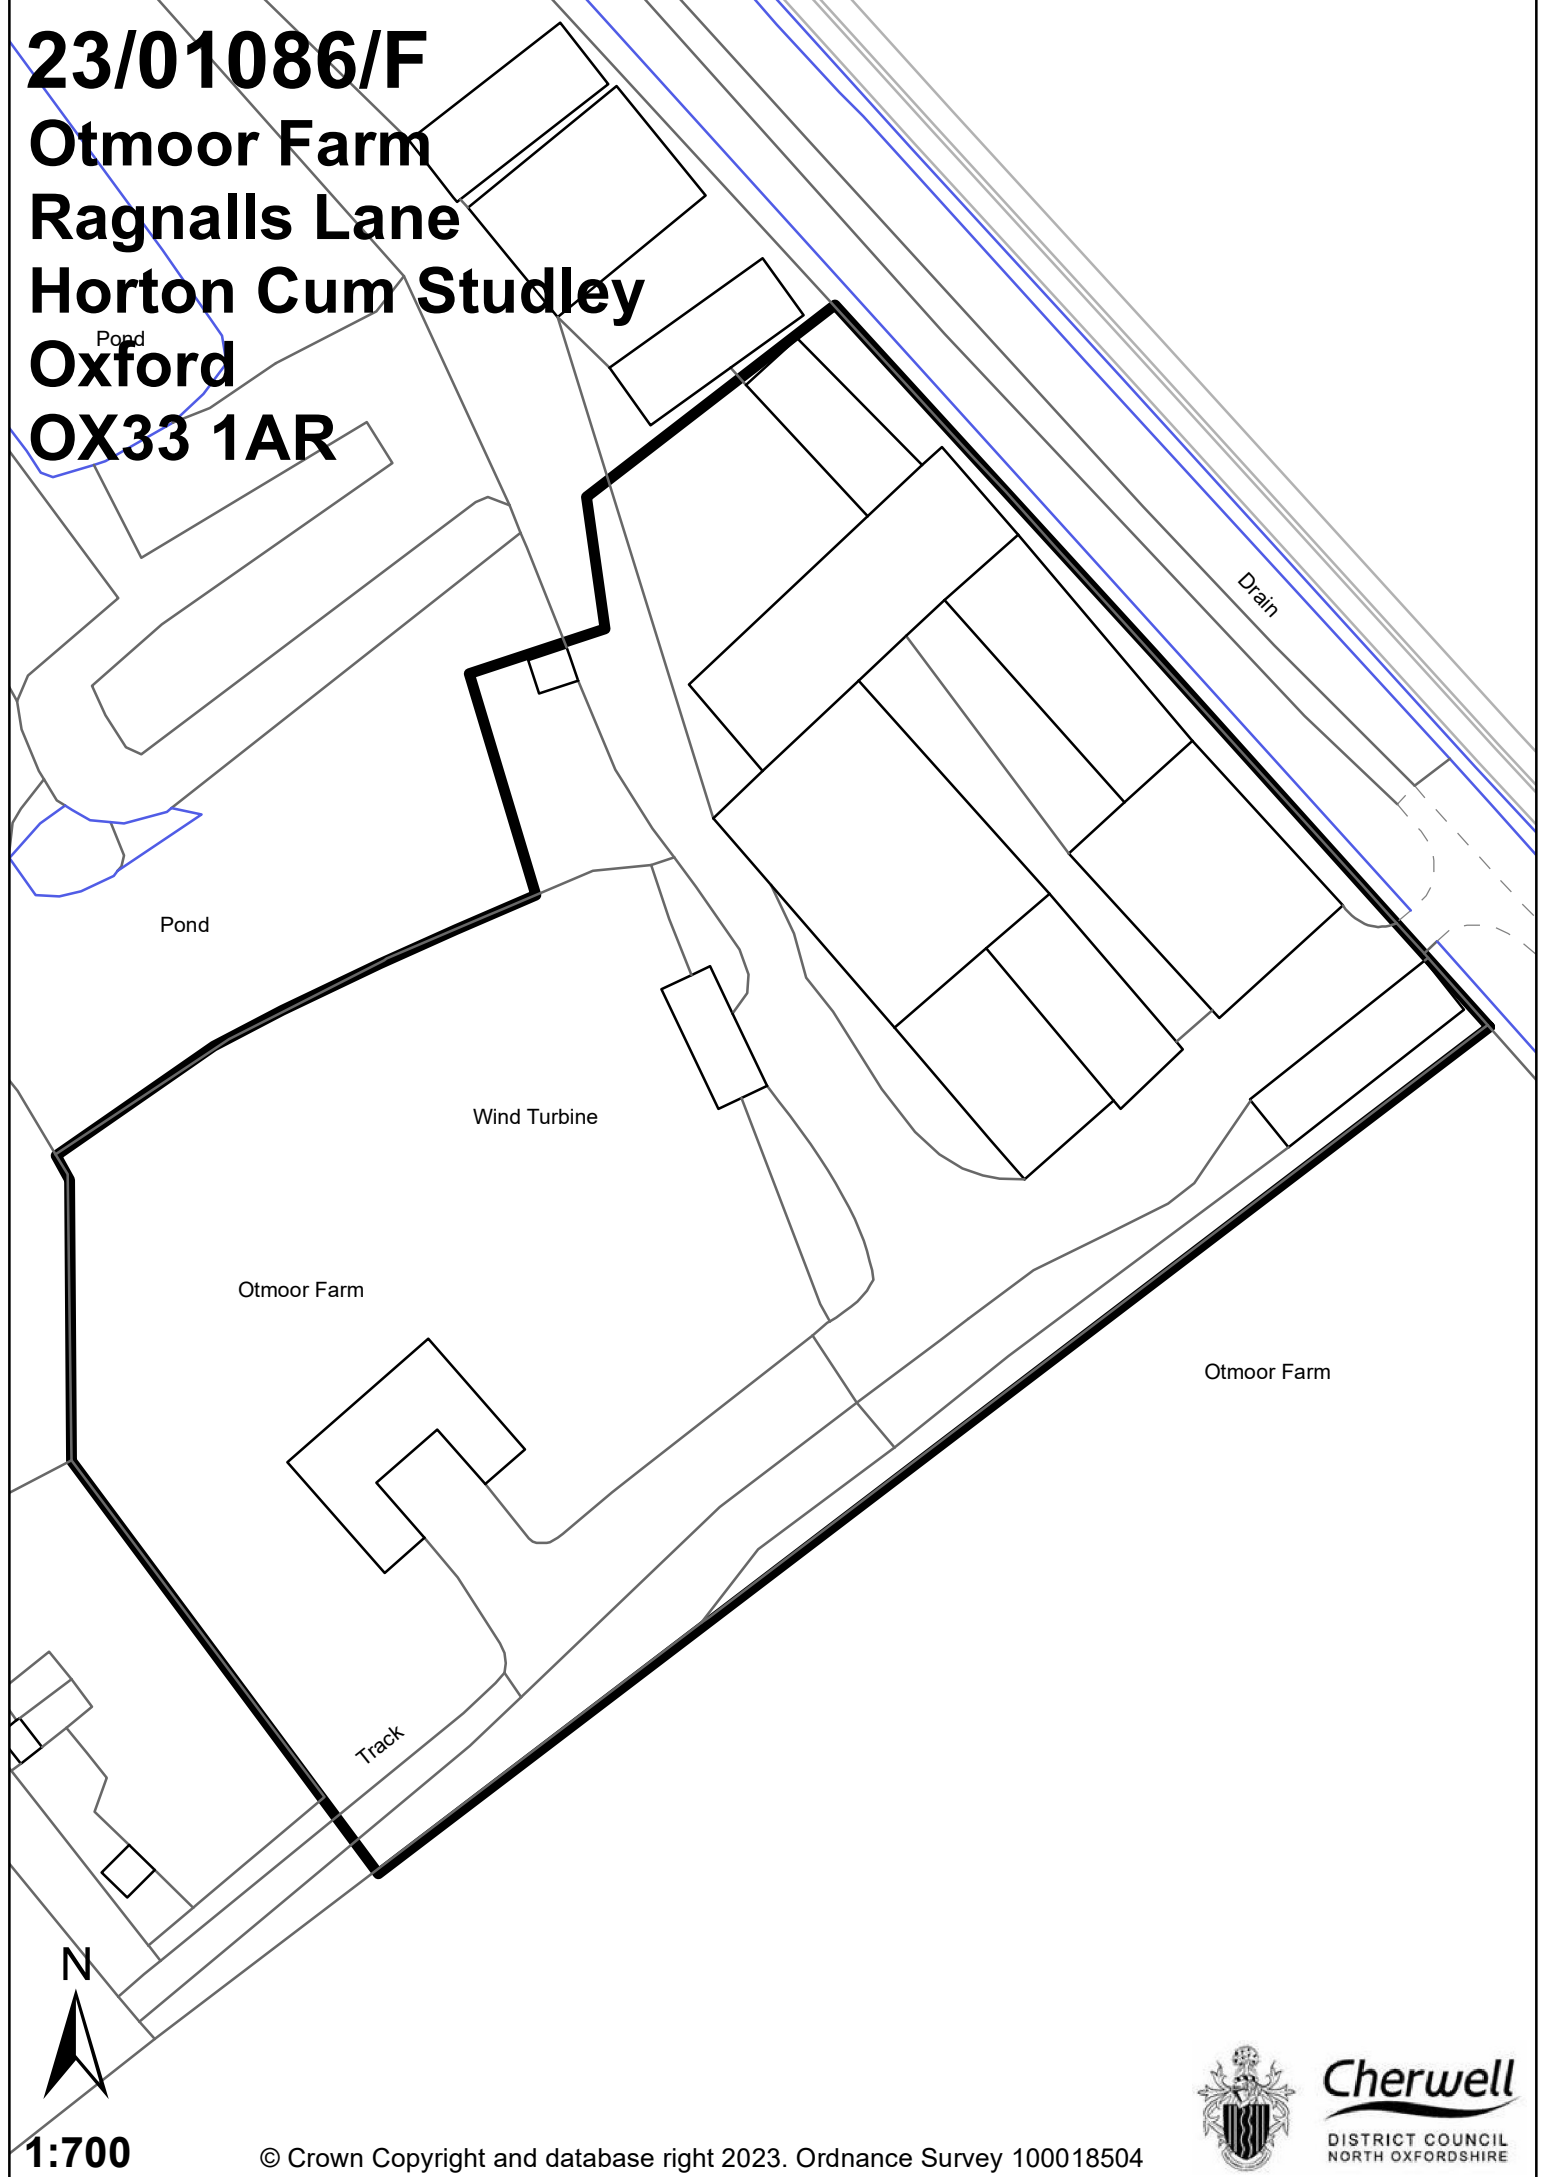 23/01086/F
Otmoor Farm
Ragnalls Lane
Horton Cum Studley
Pond
Oxford
OX33 1AR
Drain
Pond
Wind Turbine
Otmoor Farm
Otmoor Farm
Track
N
1:700
© Crown Copyright and database right 2023. Ordnance Survey 100018504
Cherwell
DISTRICT COUNCIL
NORTH OXFORDSHIRE